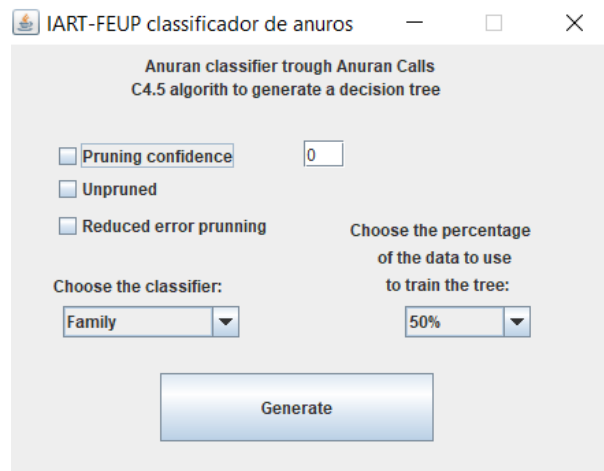 IART-FEUP classificador de anuros
Anuran classifier trough Anuran Calls
C4.5 algorith to generate a decision tree
Pruning confidence 0
Unpruned
Reduced error prunning
Choose the percentage
of the data to use
to train the tree:
Choose the classifier:
Family
50%
Generate